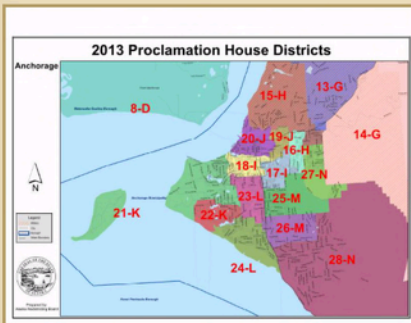 2013 Proclamation House Districts
Anchorage
8-D
15-H
13-G
14-G
20-J
19-J
16-H
18-I
17-I
27-N
21-K
23-L
25-M
22-K
26-M
24-L
28-N
N
Legend